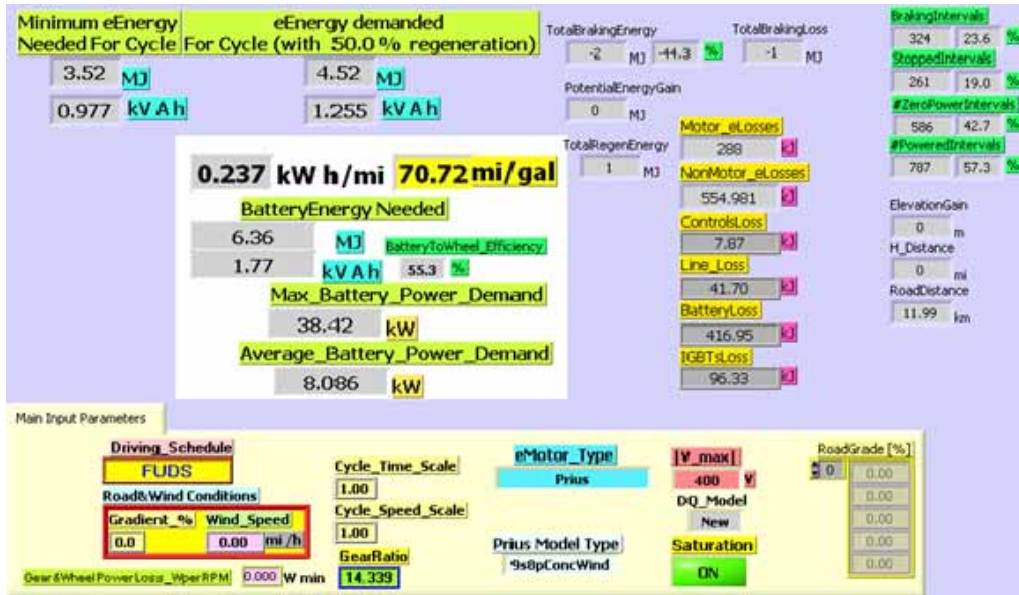 Minimum eEnergy
Needed For Cycle
3.52 MJ
0.977 kV A h
eEnergy demanded
For Cycle (with 50.0 % regeneration)
4.52 MJ
1.255 kV A h
TotalBrakingEnergy
-2 MJ -44.3 %
TotalBrakingLoss
-1 MJ
PotentialEnergyGain
0 MJ
TotalRegenEnergy
1 MJ
BrakingIntervals
324 23.6 %
StoppedIntervals
261 19.0 %
#ZeroPowerIntervals
586 42.7 %
#PoweredIntervals
787 57.3 %
0.237 kW h/mi 70.72 mi/gal
BatteryEnergy Needed
6.36 MJ
1.77 kV A h
BatteryToWheel_Efficiency
55.3 %
Max_Battery_Power_Demand
38.42 kW
Average_Battery_Power_Demand
8.086 kW
Motor_eLosses
288 kJ
NonMotor_eLosses
554.981 kJ
ControlsLoss
7.87 kJ
Line_Loss
41.70 kJ
BatteryLoss
416.95 kJ
IGBTsLoss
96.33 kJ
ElevationGain
0 m
H_Distance
0 mi
RoadDistance
11.99 km
Main Input Parameters
Driving_Schedule
FUDS
Road&Wind Conditions
Gradient_% Wind_Speed
0.0 0.00 mi /h
Gear&WheelPowerLoss_WperRPM 0.000 W min
Cycle_Time_Scale
1.00
Cycle_Speed_Scale
1.00
GearRatio
14.339
eMotor_Type
Prius
Prius Model Type
9s8pConcWind
|V_max|
400 V
DQ_Model
New
Saturation
ON
RoadGrade [%]
0 0.00
0.00
0.00
0.00
0.00